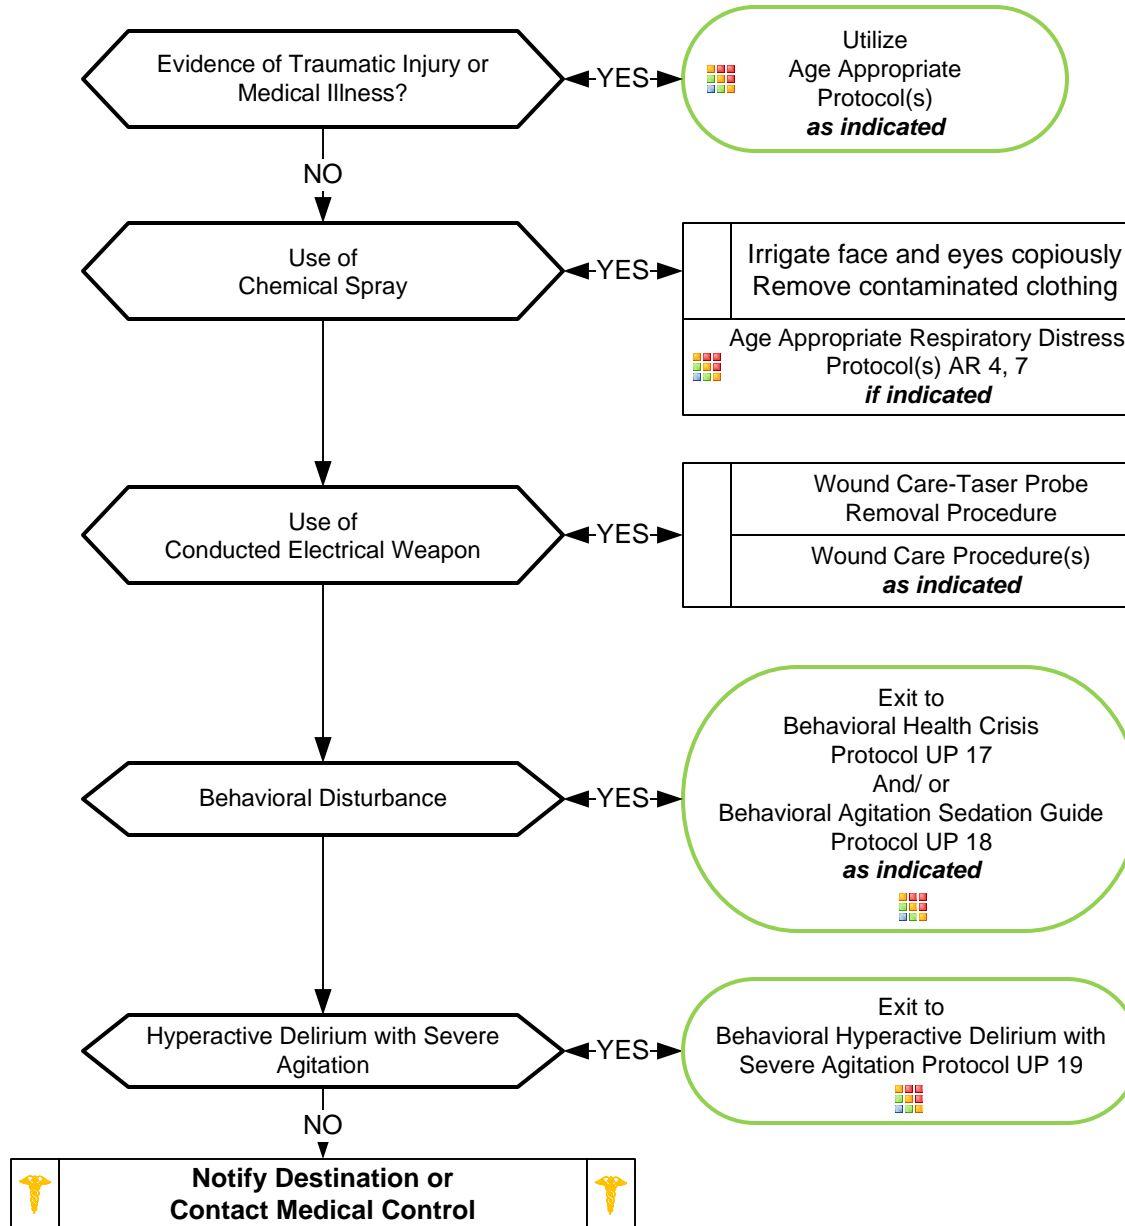 Evidence of Traumatic Injury or
Medical Illness?
YES
Utilize
Age Appropriate
Protocol(s)
as indicated
NO
Use of
Chemical Spray
YES
Irrigate face and eyes copiously
Remove contaminated clothing
Age Appropriate Respiratory Distress
Protocol(s) AR 4, 7
if indicated
Use of
Conducted Electrical Weapon
YES
Wound Care-Taser Probe
Removal Procedure
Wound Care Procedure(s)
as indicated
Behavioral Disturbance
YES
Exit to
Behavioral Health Crisis
Protocol UP 17
And/ or
Behavioral Agitation Sedation Guide
Protocol UP 18
as indicated
Hyperactive Delirium with Severe
Agitation
YES
Exit to
Behavioral Hyperactive Delirium with
Severe Agitation Protocol UP 19
NO
Notify Destination or
Contact Medical Control